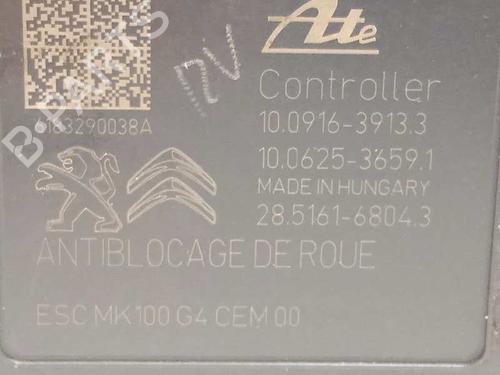 Ate
Controller
6183290038A
10.0916-3913.3
10.0625-3659.1
MADE IN HUNGARY
28.5161-6804.3
ANTIBLOCAGE DE ROUE
ESC MK100 G4 CEM 00
B-PARTS